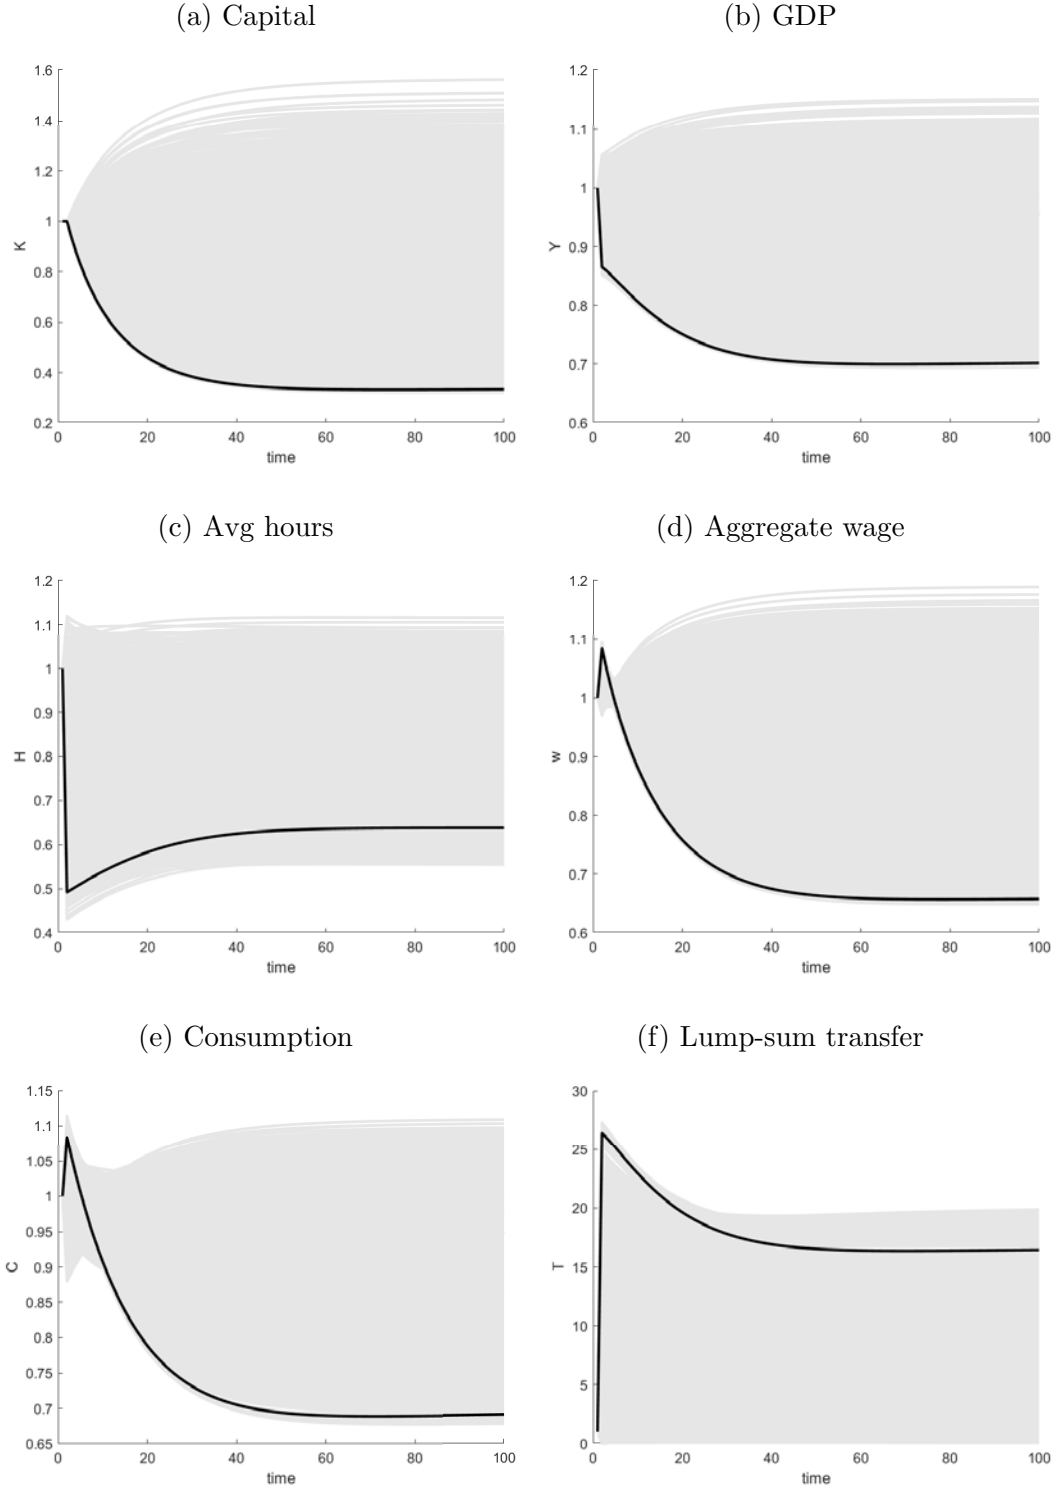 (a) Capital
(b) GDP
1.6
1.4
1.2
1
0.8
0.6
0.4
0.2
K
0 20 40 60 80 100
time
1.2
1.1
1
0.9
0.8
0.7
0.6
Y
0 20 40 60 80 100
time
(c) Avg hours
(d) Aggregate wage
1.2
1.1
1
0.9
0.8
0.7
0.6
0.5
0.4
H
0 20 40 60 80 100
time
1.2
1.1
1
0.9
0.8
0.7
0.6
w
0 20 40 60 80 100
time
(e) Consumption
(f) Lump-sum transfer
1.15
1.1
1.05
1
0.95
0.9
0.85
0.8
0.75
0.7
0.65
C
0 20 40 60 80 100
time
30
25
20
15
10
5
0
T
0 20 40 60 80 100
time